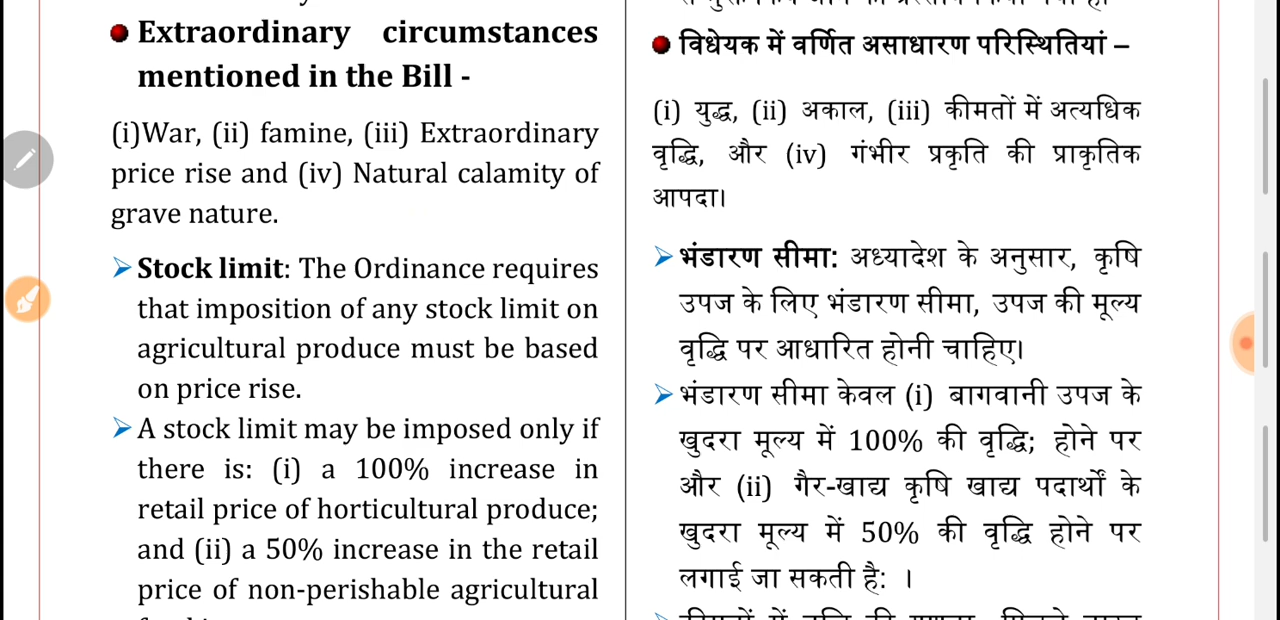 Extraordinary circumstances
mentioned in the Bill -
(i)War, (ii) famine, (iii) Extraordinary
price rise and (iv) Natural calamity of
grave nature.
Stock limit: The Ordinance requires
that imposition of any stock limit on
agricultural produce must be based
on price rise.
A stock limit may be imposed only if
there is: (i) a 100% increase in
retail price of horticultural produce;
and (ii) a 50% increase in the retail
price of non-perishable agricultural
विधेयक में वर्णित असाधारण परिस्थितियां –
(i) युद्ध, (ii) अकाल, (iii) कीमतों में अत्यधिक
वृद्धि, और (iv) गंभीर प्रकृति की प्राकृतिक
आपदा।
भंडारण सीमा: अध्यादेश के अनुसार, कृषि
उपज के लिए भंडारण सीमा, उपज की मूल्य
वृद्धि पर आधारित होनी चाहिए।
भंडारण सीमा केवल (i) बागवानी उपज के
खुदरा मूल्य में 100% की वृद्धि; होने पर
और (ii) गैर-खाद्य कृषि खाद्य पदार्थों के
खुदरा मूल्य में 50% की वृद्धि होने पर
लगाई जा सकती है: ।